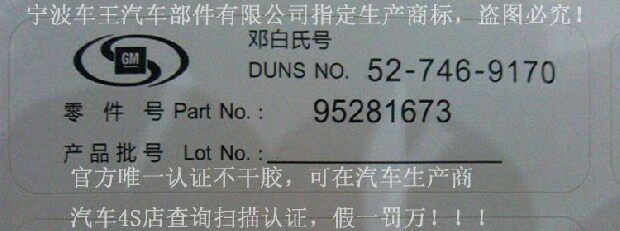 宁波车王汽车部件有限公司指定生产商标，盗图必究！
GM
邓白氏号
DUNS NO. 52-746-9170
零 件 号 Part No.: 95281673
产品批号 Lot No.:
官方唯一认证不干胶，可在汽车生产商
汽车4S店查询扫描认证，假一罚万！！！